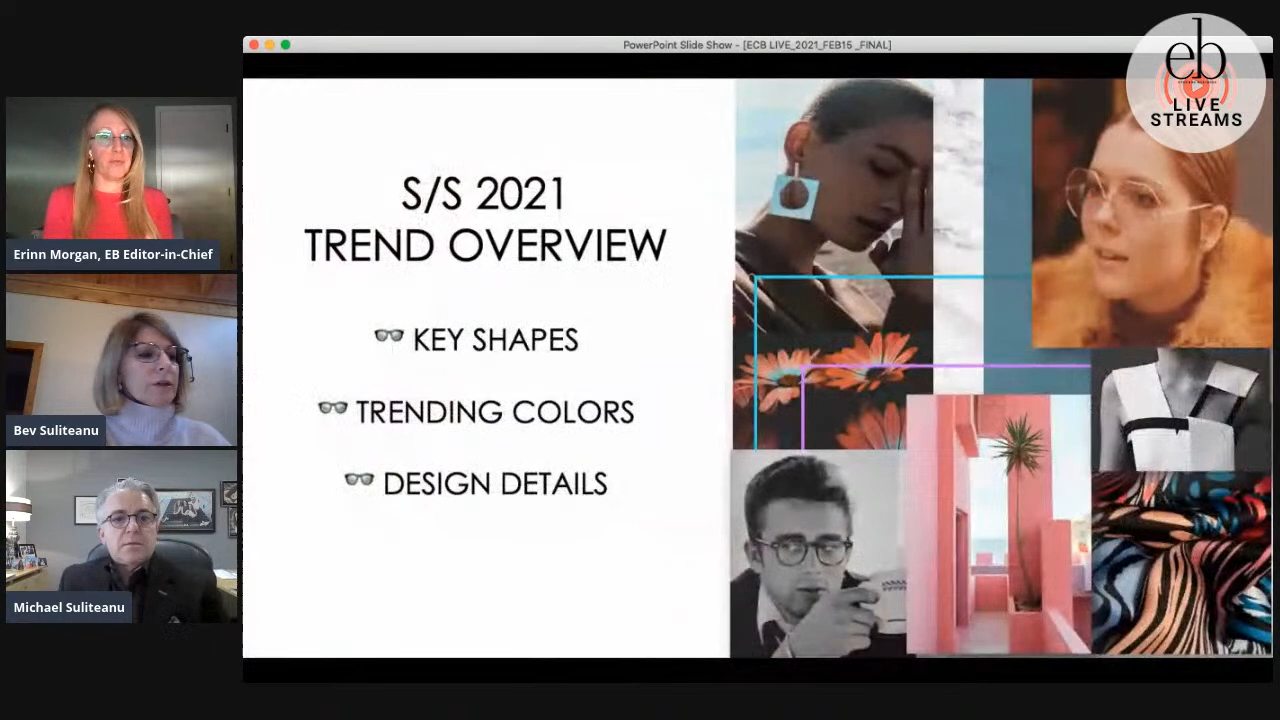 PowerPoint Slide Show - [ECB LIVE_2021_FEB15 _FINAL]
eb
LIVE
STREAMS
S/S 2021
TREND OVERVIEW
KEY SHAPES
TRENDING COLORS
DESIGN DETAILS
Erinn Morgan, EB Editor-in-Chief
Bev Suliteanu
Michael Suliteanu